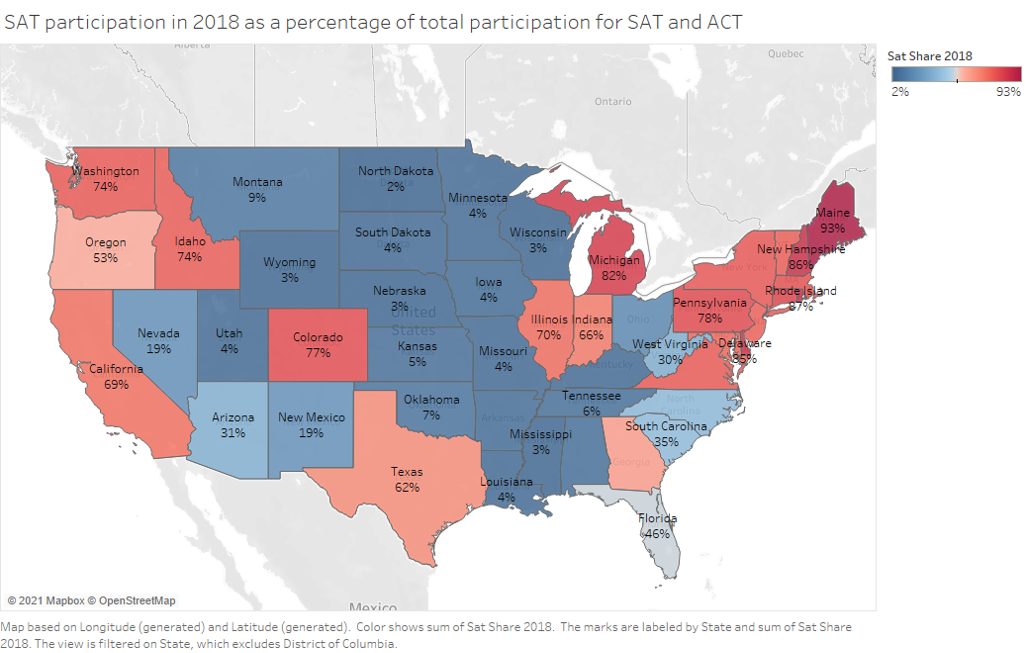 SAT participation in 2018 as a percentage of total participation for SAT and ACT
Sat Share 2018
2%
93%
Alberta
Quebec
Ontario
Washington
74%
Montana
9%
North Dakota
2%
Minnesota
4%
Maine
93%
Oregon
53%
Idaho
74%
South Dakota
4%
Wisconsin
3%
New Hampshire
86%
Wyoming
3%
Michigan
82%
New York
Nebraska
3%
Iowa
4%
Rhode Island
87%
Pennsylvania
78%
United
States
Nevada
19%
Utah
4%
Colorado
77%
Kansas
5%
Illinois
70%
Indiana
66%
Ohio
West Virginia
30%
Delaware
85%
Missouri
4%
Kentucky
California
69%
Arizona
31%
New Mexico
19%
Oklahoma
7%
Arkansas
Tennessee
6%
North
Carolina
South Carolina
35%
Mississippi
3%
Georgia
Texas
62%
Louisiana
4%
Florida
46%
Mexico
© 2021 Mapbox © OpenStreetMap
Map based on Longitude (generated) and Latitude (generated). Color shows sum of Sat Share 2018. The marks are labeled by State and sum of Sat Share
2018. The view is filtered on State, which excludes District of Columbia.